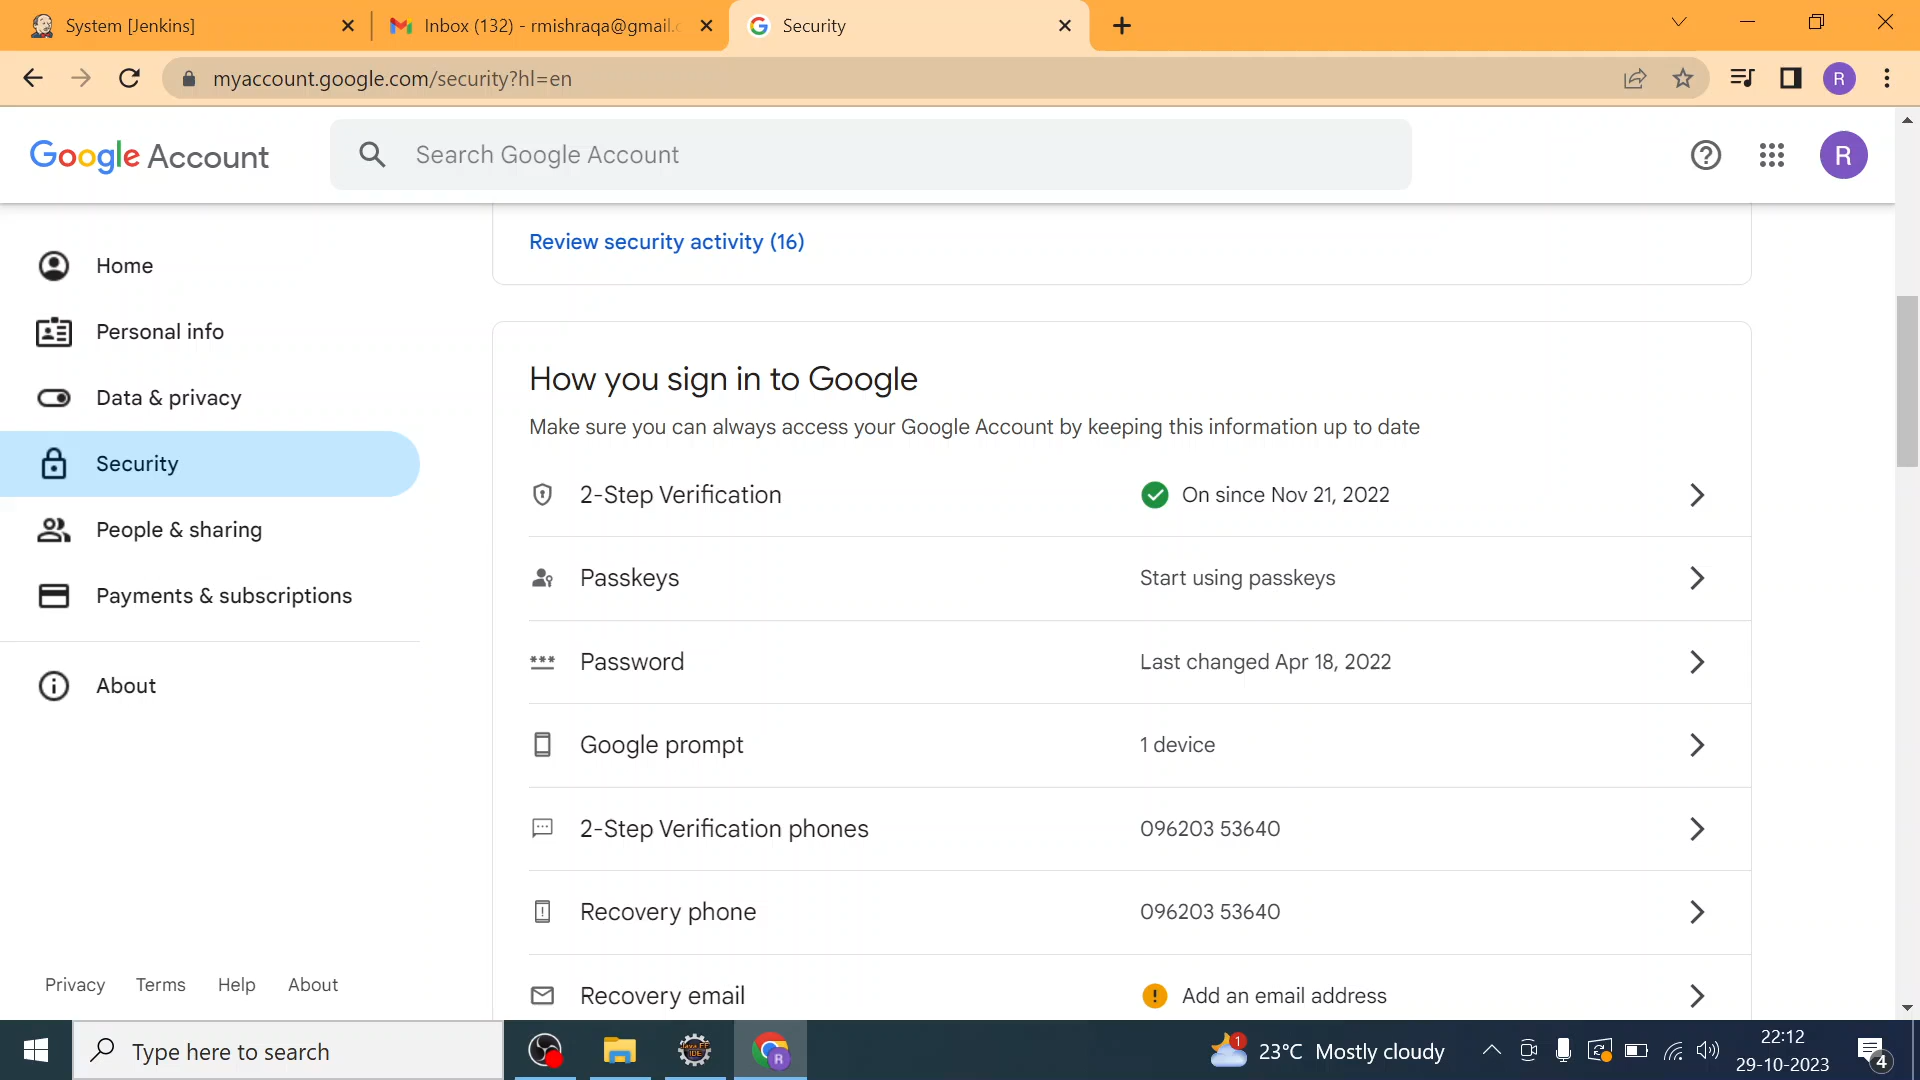 System [Jenkins]
Inbox (132) - rmishraqa@gmail.c
Security
myaccount.google.com/security?hl=en
R
Google Account
Search Google Account
R
Home
Personal info
Data & privacy
Security
People & sharing
Payments & subscriptions
About
Privacy
Terms
Help
About
Review security activity (16)
How you sign in to Google
Make sure you can always access your Google Account by keeping this information up to date
2-Step Verification
On since Nov 21, 2022
Passkeys
Start using passkeys
Password
Last changed Apr 18, 2022
Google prompt
1 device
2-Step Verification phones
096203 53640
Recovery phone
096203 53640
Recovery email
Add an email address
Type here to search
R
1
23°C Mostly cloudy
22:12
29-10-2023
4